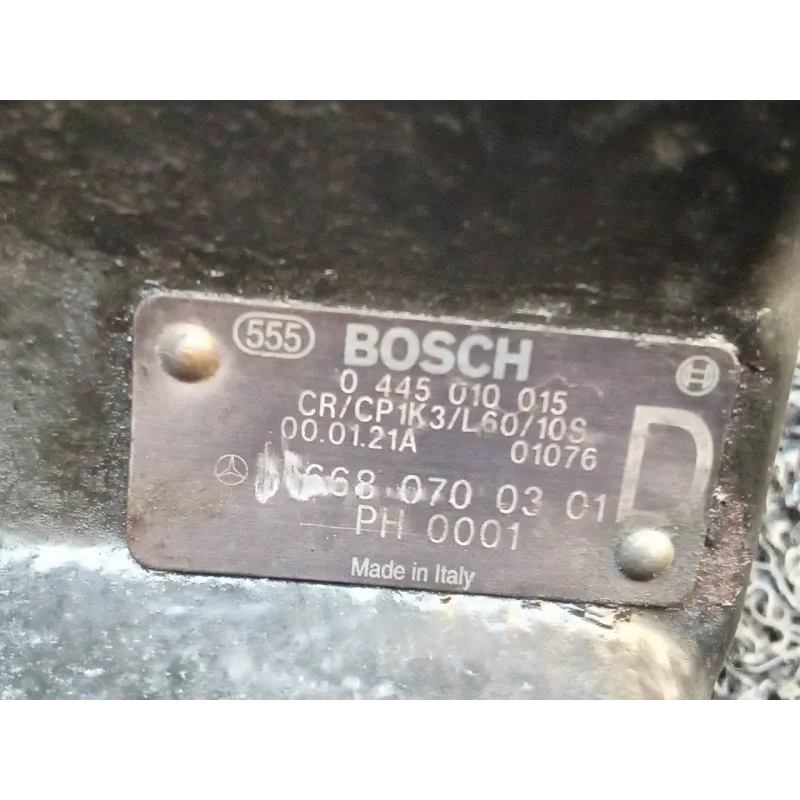 555 BOSCH
0 445 010 015
CR/CP1K3/L60/10S
00.01.21A 01076
668 070 03 01 D
PH 0001
Made in Italy